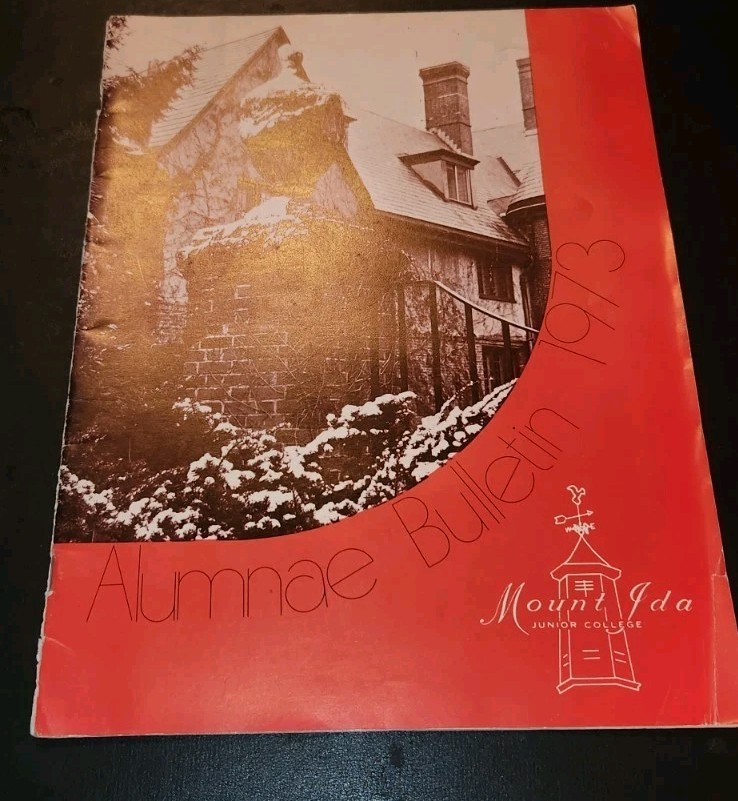 Alumnae Bulletin 1973
Mount Ida
JUNIOR COLLEGE